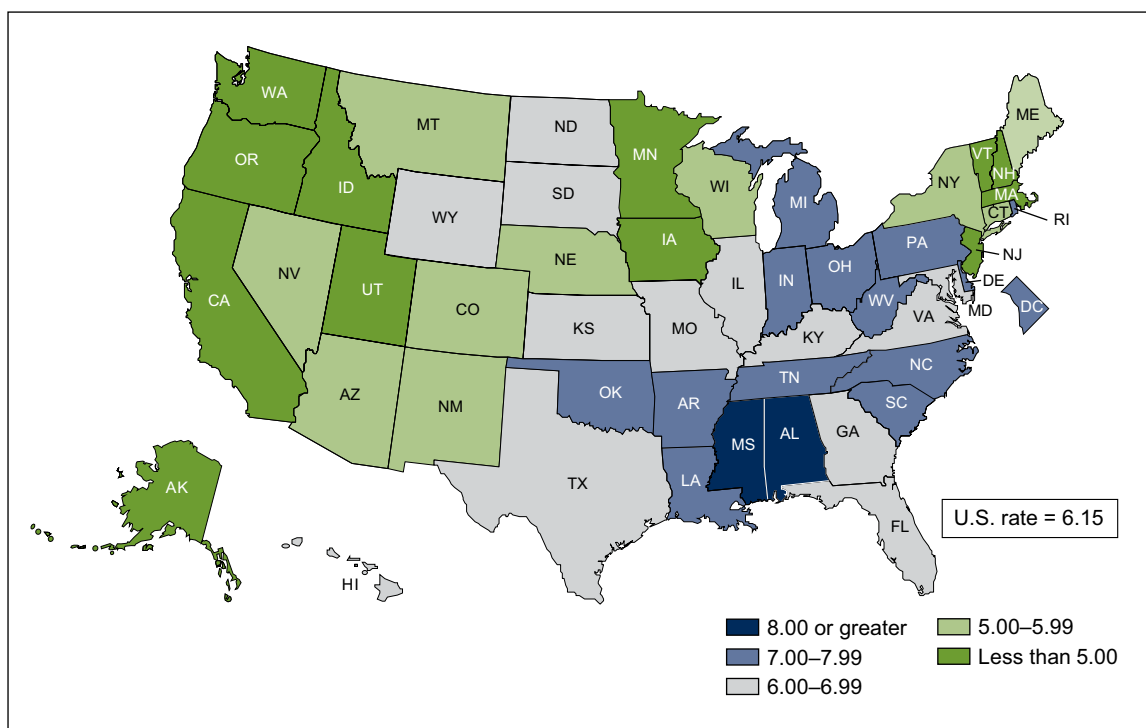 WA
MT
ND
MN
ME
OR
ID
WY
SD
WI
MI
NY
VT
NH
MA
CT
RI
NV
UT
CA
CO
NE
IA
IL
IN
OH
PA
NJ
DE
MD
DC
WV
VA
KS
MO
KY
AZ
NM
OK
AR
TN
NC
SC
MS
AL
GA
TX
LA
FL
AK
HI
U.S. rate = 6.15
8.00 or greater
7.00–7.99
6.00–6.99
5.00–5.99
Less than 5.00